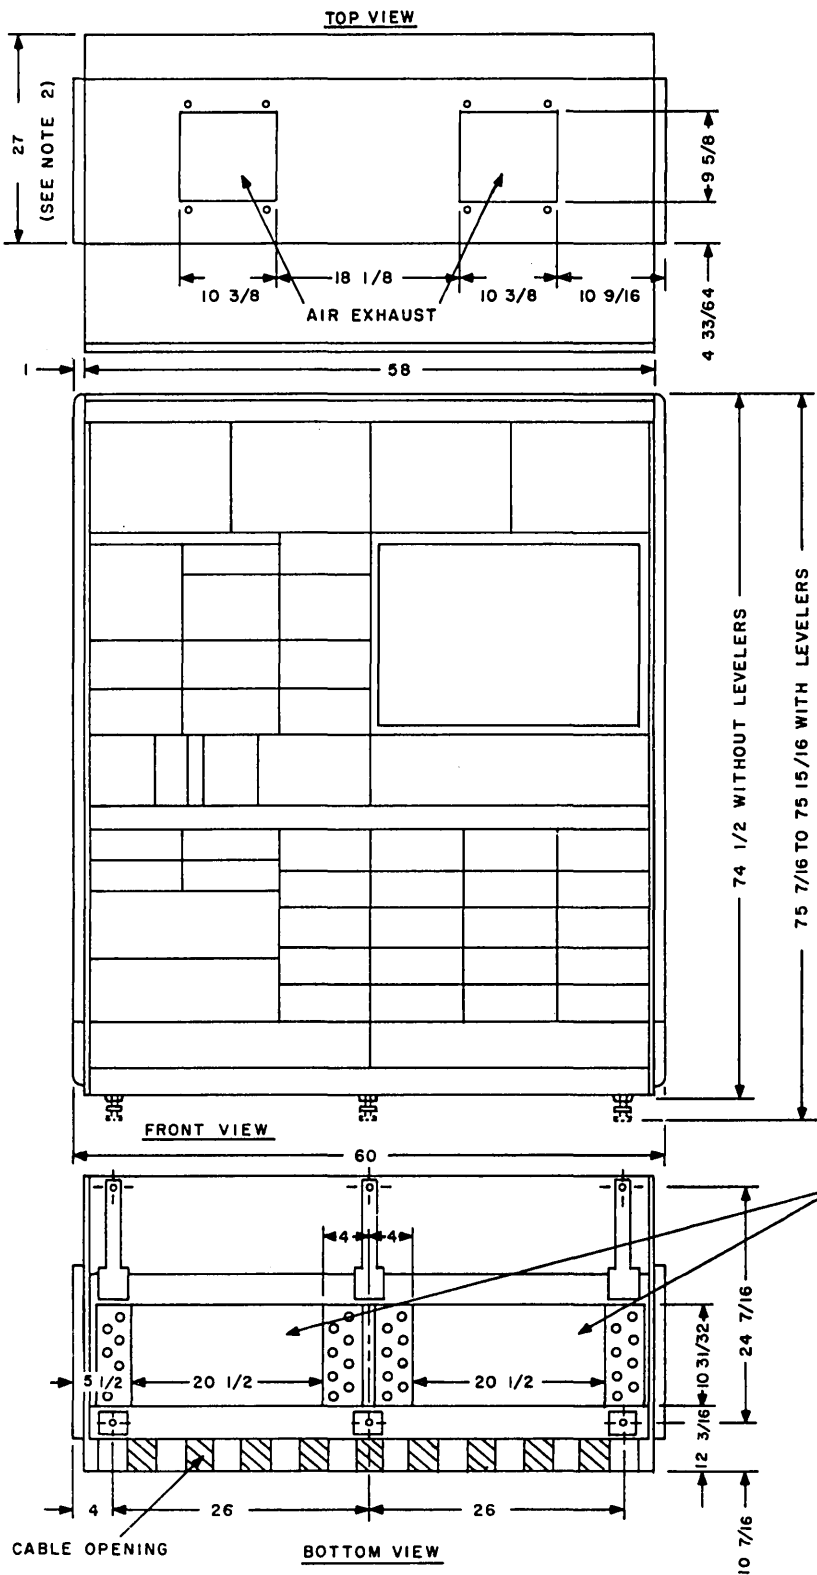 TOP VIEW
27
(SEE NOTE 2)
9 5/8
10 3/8
18 1/8
10 3/8
10 9/16
AIR EXHAUST
4 33/64
1
58
74 1/2 WITHOUT LEVELERS
75 7/16 TO 75 15/16 WITH LEVELERS
FRONT VIEW
60
4
4
24 7/16
10 31/32
5 1/2
20 1/2
20 1/2
12 3/16
4
26
26
10 7/16
CABLE OPENING
BOTTOM VIEW